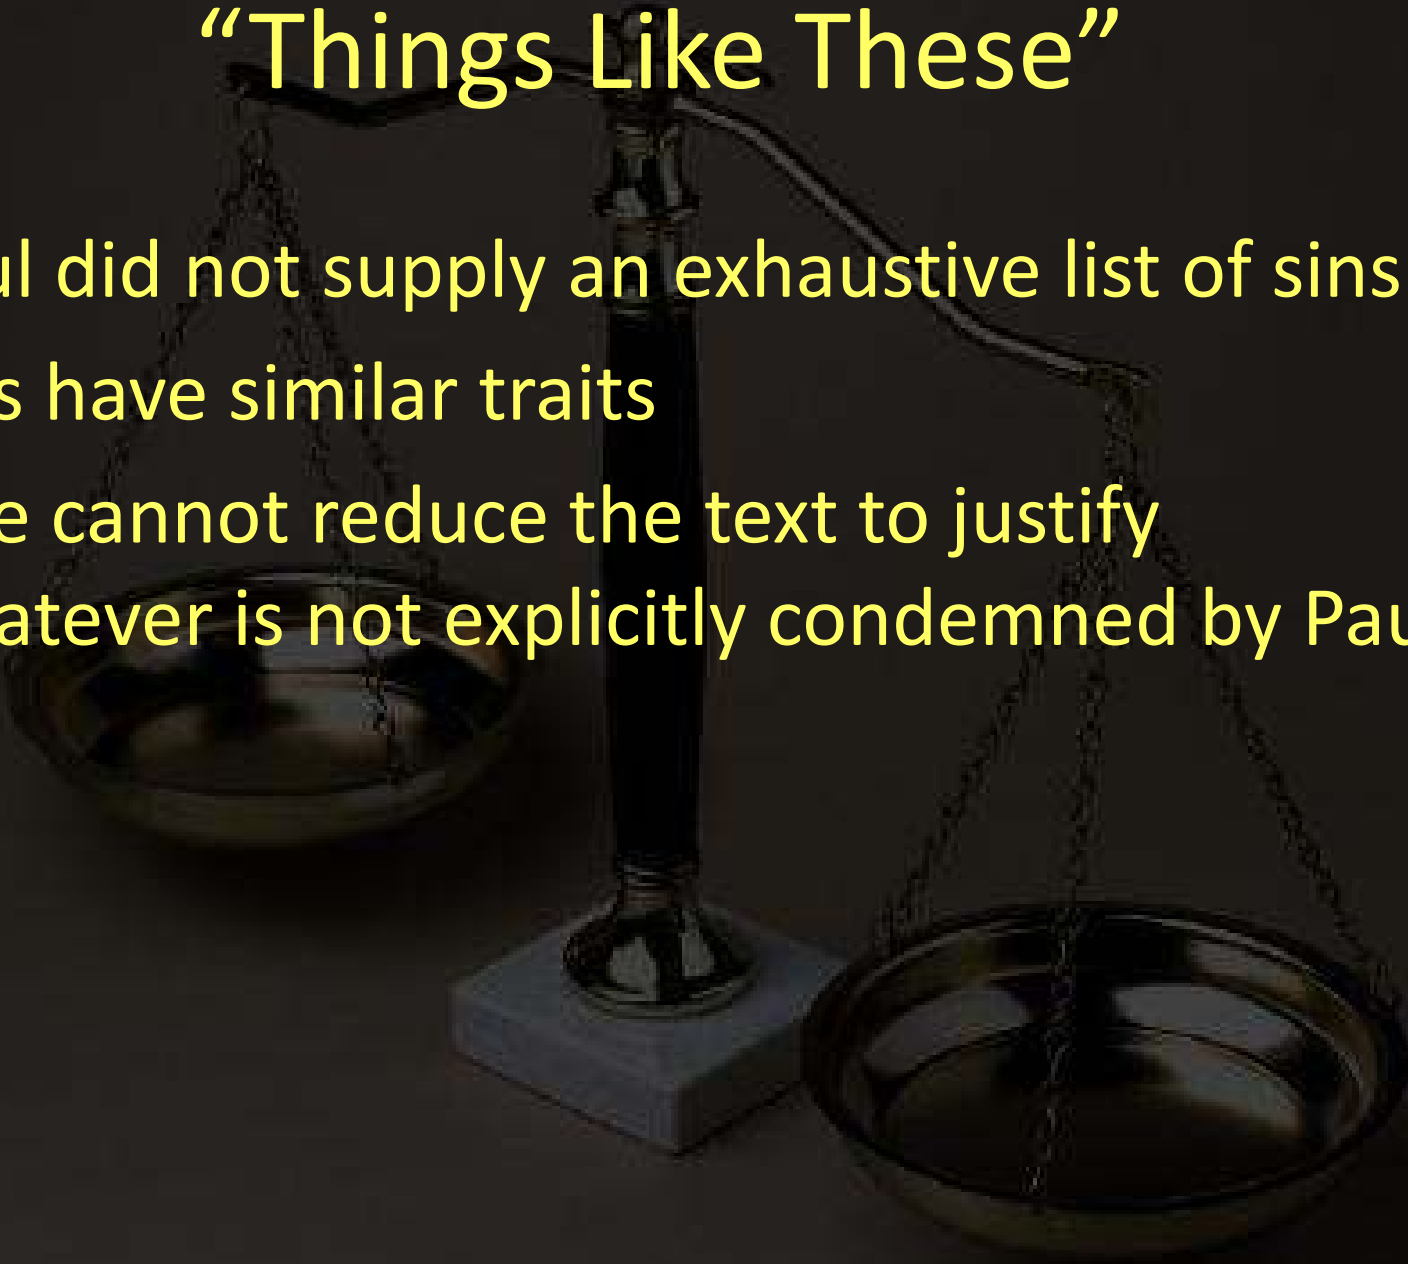 “Things Like These”
ul did not supply an exhaustive list of sins
s have similar traits
e cannot reduce the text to justify
atever is not explicitly condemned by Pau